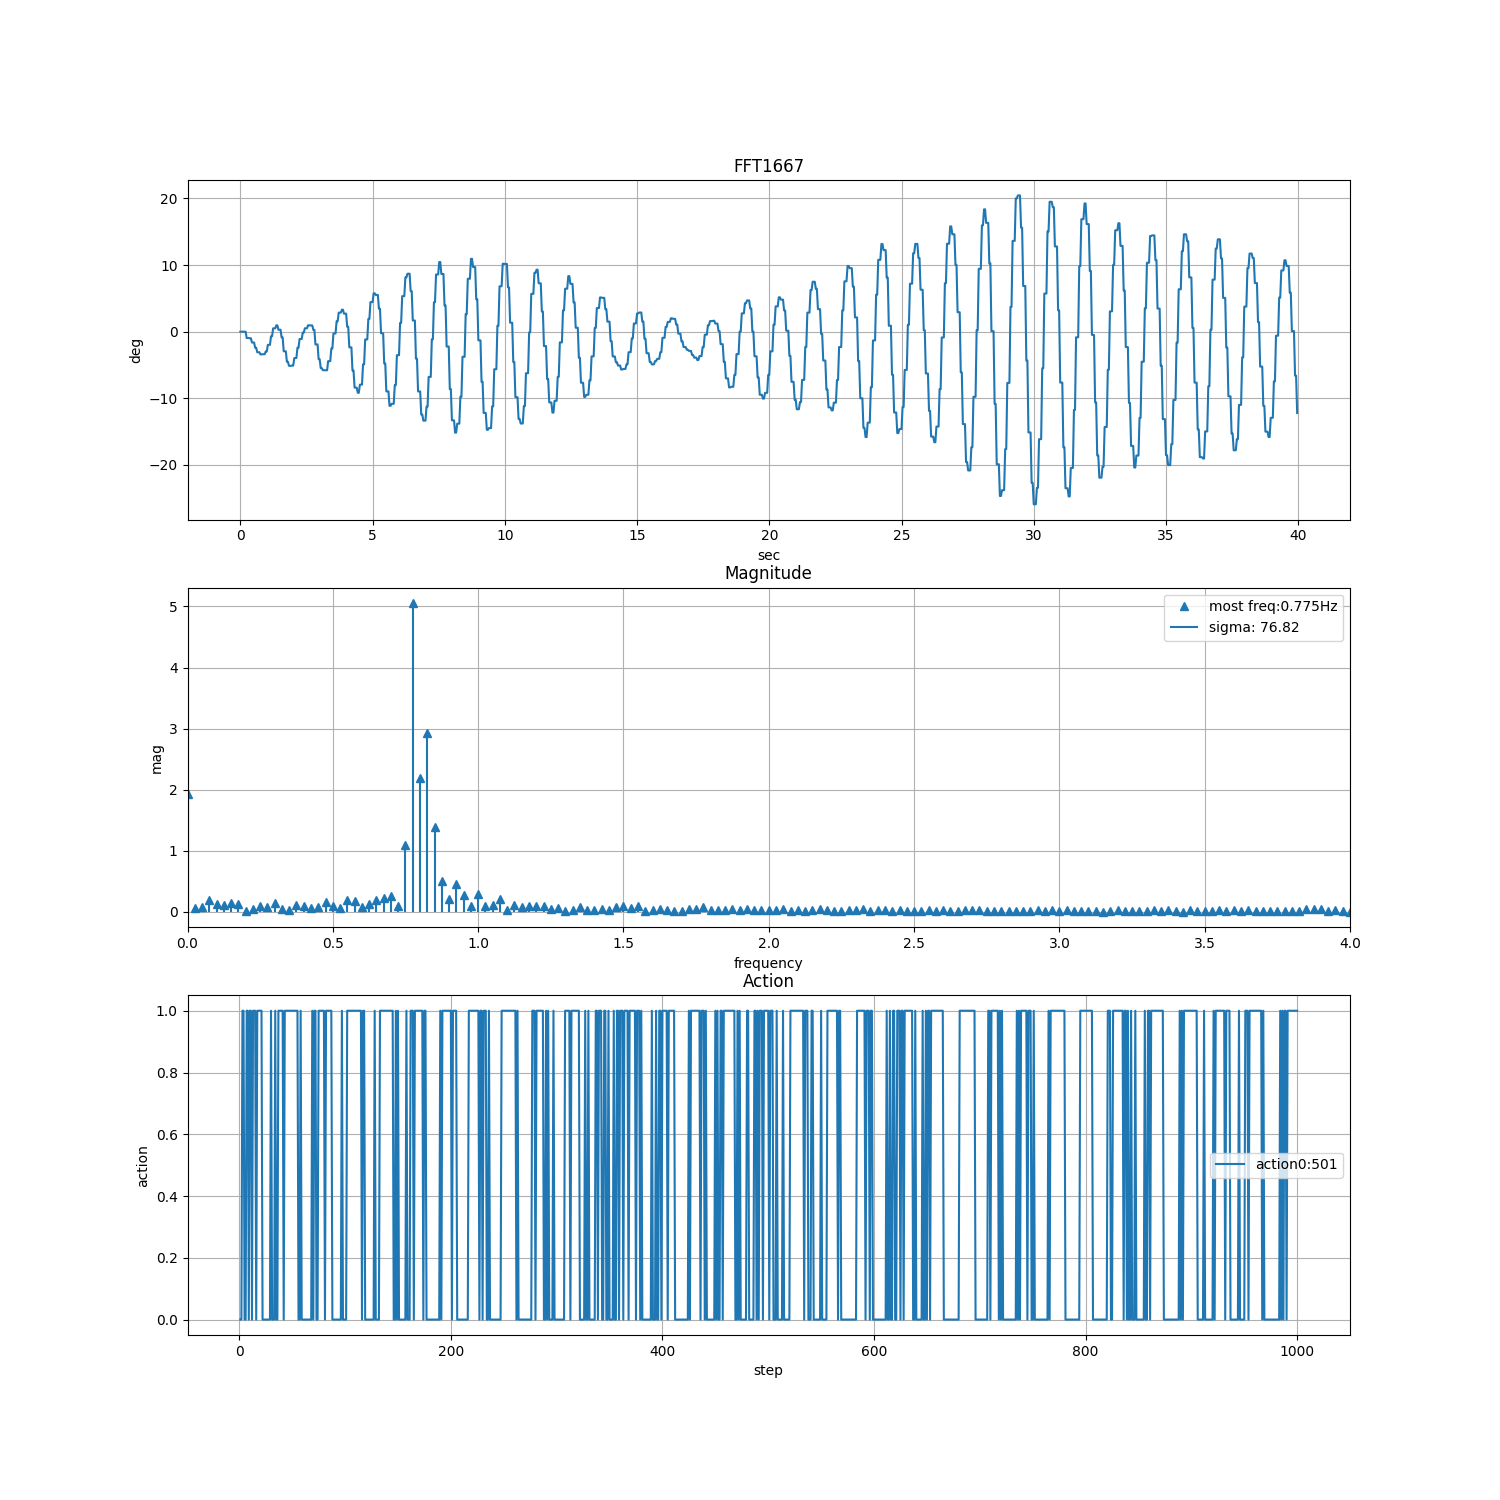 FFT1667
20
10
0
−10
−20
deg
0 5 10 15 20 25 30 35 40
sec
Magnitude
5
4
3
2
1
0
mag
most freq:0.775Hz
sigma: 76.82
0.0 0.5 1.0 1.5 2.0 2.5 3.0 3.5 4.0
frequency
Action
1.0
0.8
0.6
0.4
0.2
0.0
action
action0:501
0 200 400 600 800 1000
step